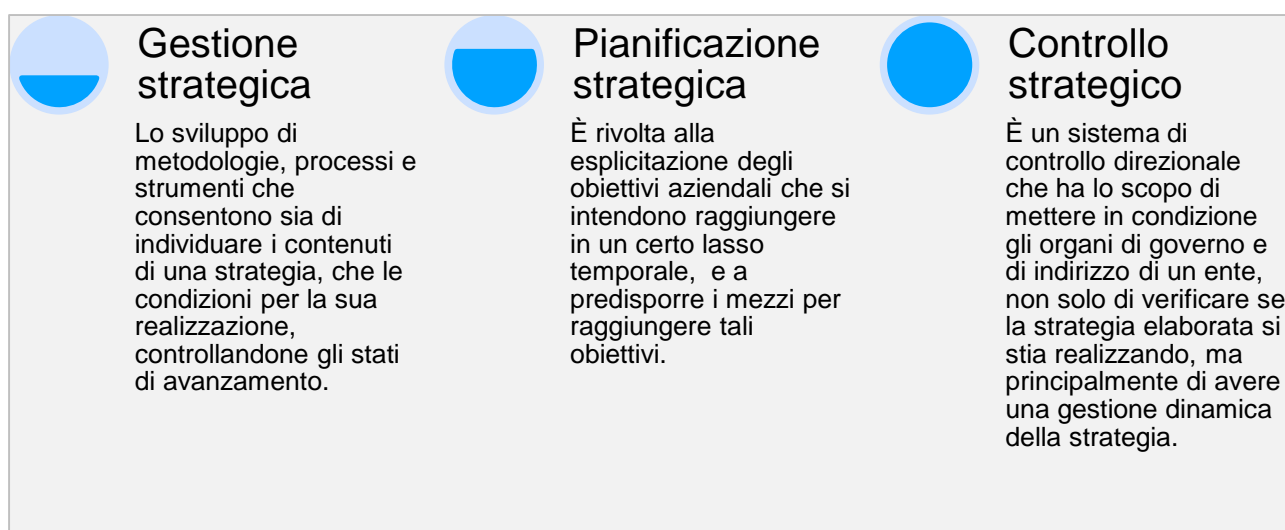 Gestione
strategica
Lo sviluppo di
metodologie, processi e
strumenti che
consentono sia di
individuare i contenuti
di una strategia, che le
condizioni per la sua
realizzazione,
controllandone gli stati
di avanzamento.
Pianificazione
strategica
È rivolta alla
esplicitazione degli
obiettivi aziendali che si
intendono raggiungere
in un certo lasso
temporale,  e a
predisporre i mezzi per
raggiungere tali
obiettivi.
Controllo
strategico
È un sistema di
controllo direzionale
che ha lo scopo di
mettere in condizione
gli organi di governo e
di indirizzo di un ente,
non solo di verificare se
la strategia elaborata si
stia realizzando, ma
principalmente di avere
una gestione dinamica
della strategia.